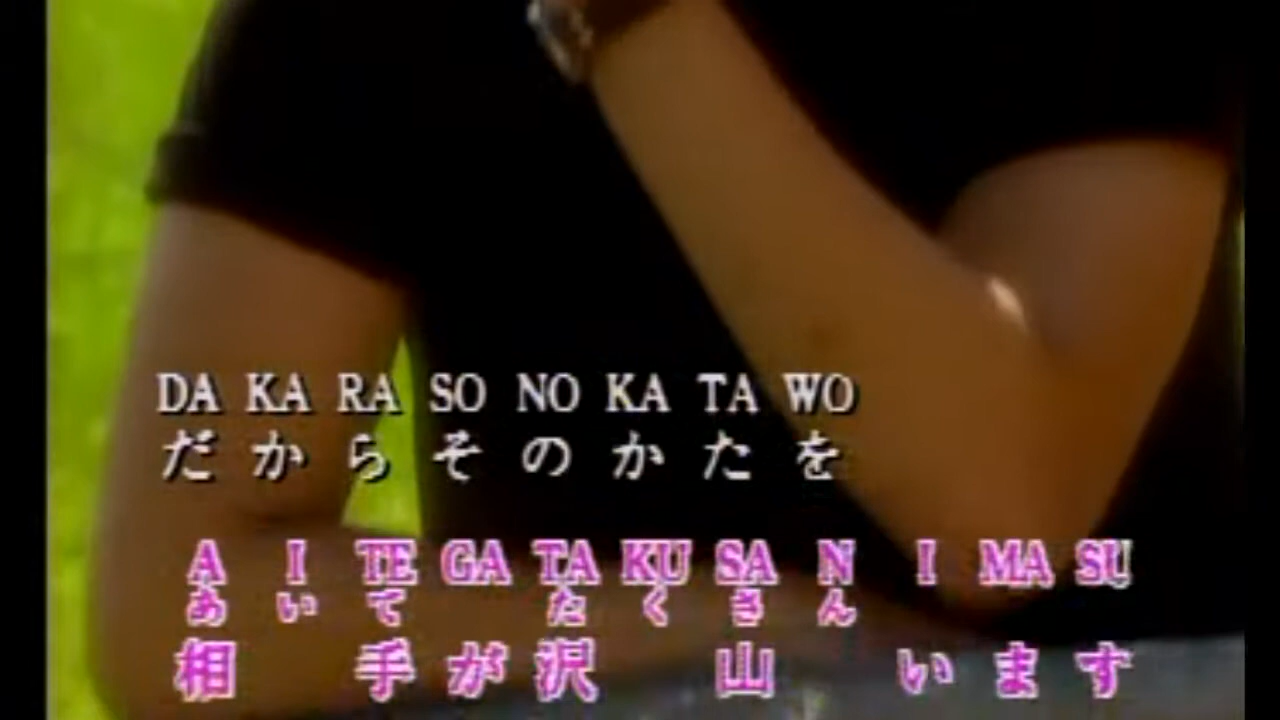 DA KA RA SO NO KA TA WO
だからそのかたを
A I TE GA TA KU SA N I MA SU
あいて たくさん
相手が沢山います